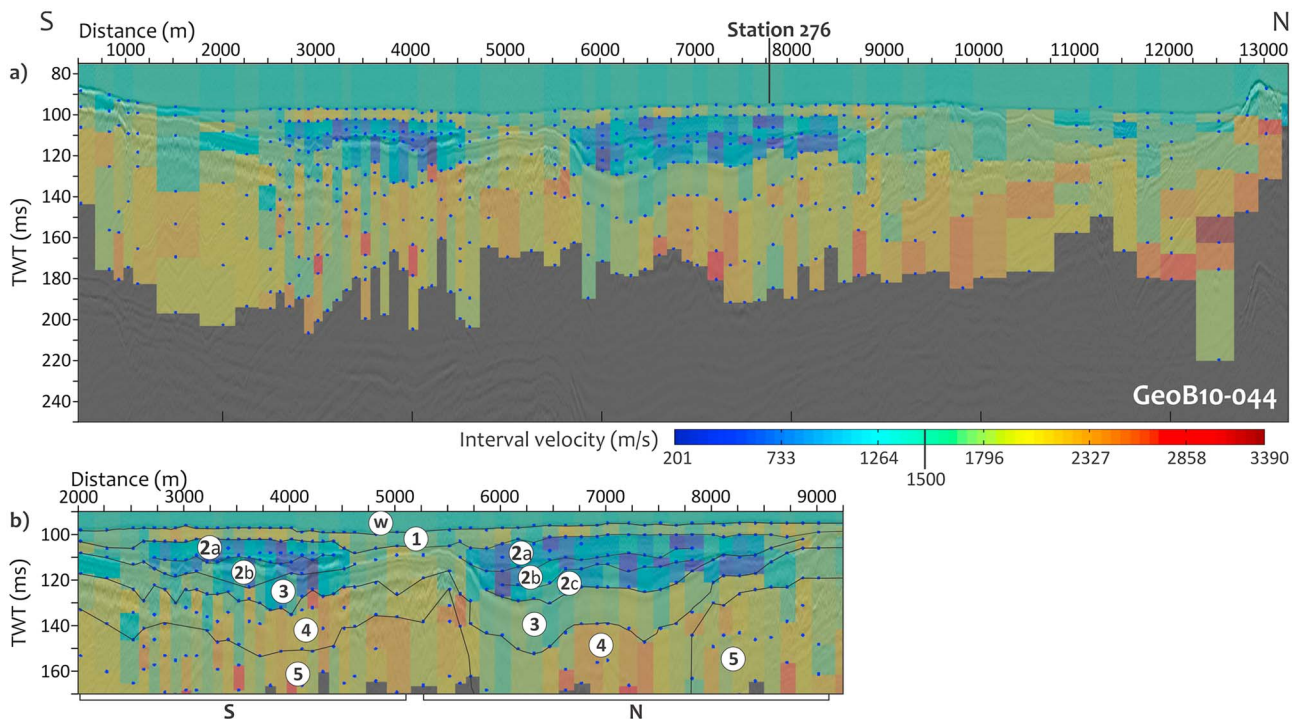 S N
Distance (m) Station 276
1000 2000 3000 4000 5000 6000 7000 8000 9000 10000 11000 12000 13000
a)
80
100
120
140
160
180
200
220
240
TWT (ms)
GeoB10-044
Interval velocity (m/s)
201 733 1264 1500 1796 2327 2858 3390
Distance (m)
2000 3000 4000 5000 6000 7000 8000 9000
b)
100
120
140
160
TWT (ms)
w
1
2a 2a
2b 2b 2c
3 3
4 4
5 5
S N